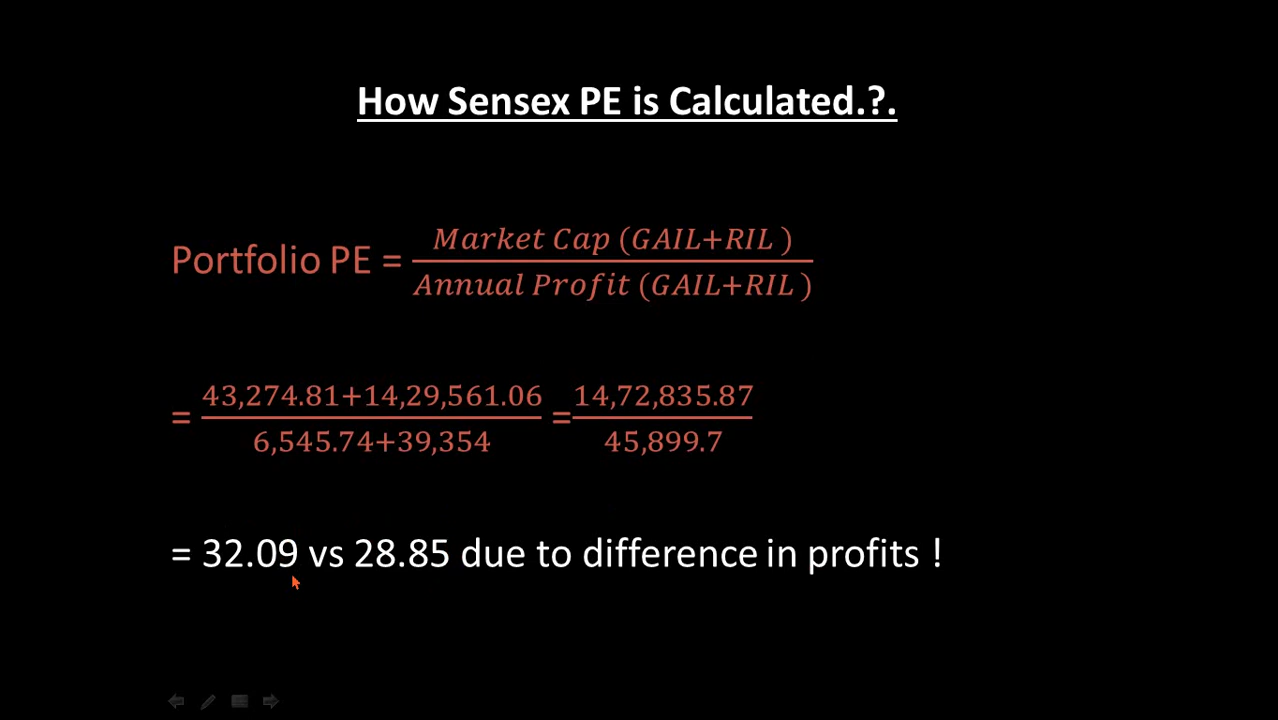 How Sensex PE is Calculated.?.
Portfolio PE = Market Cap (GAIL+RIL )
Annual Profit (GAIL+RIL )
= 43,274.81+14,29,561.06 = 14,72,835.87
6,545.74+39,354 45,899.7
= 32.09 vs 28.85 due to difference in profits !